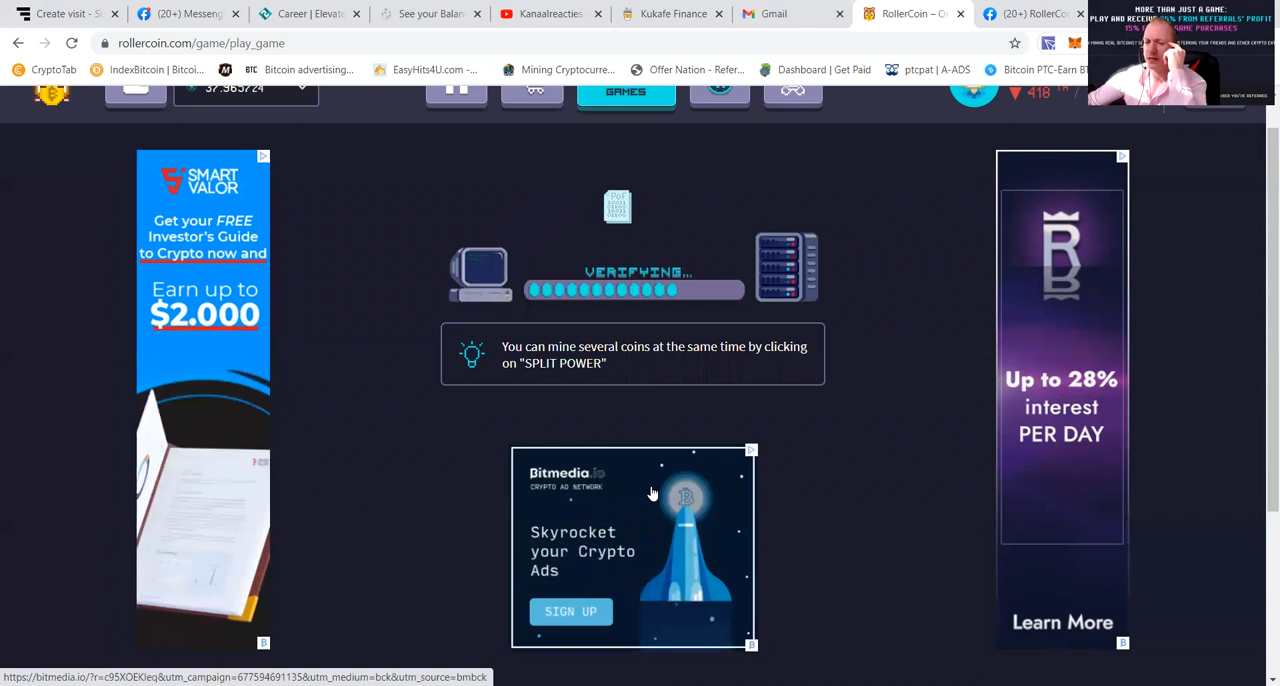 Create visit - S
(20+) Messeng
Career | Elevate
See your Balan
Kanaalreacties
Kukafe Finance
Gmail
RollerCoin – O
(20+) RollerCo
rollercoin.com/game/play_game
CryptoTab
IndexBitcoin | Bitcoi...
Bitcoin advertising...
EasyHits4U.com -...
Mining Cryptocurre...
Offer Nation - Refer...
Dashboard | Get Paid
ptcpat | A-ADS
Bitcoin PTC-Earn B
MORE THAN JUST A GAME:
37.965724
GAMES
418
SMART
VALOR
Get your FREE
Investor's Guide
to Crypto now and
Earn up to
$2.000
VERIFYING...
You can mine several coins at the same time by clicking
on "SPLIT POWER"
Bitmedia.io
CRYPTO AD NETWORK
Skyrocket
your Crypto
Ads
SIGN UP
Up to 28%
interest
PER DAY
Learn More
https://bitmedia.io/?r=c95XOEKleq&utm_campaign=677594691135&utm_medium=bck&utm_source=bmbck